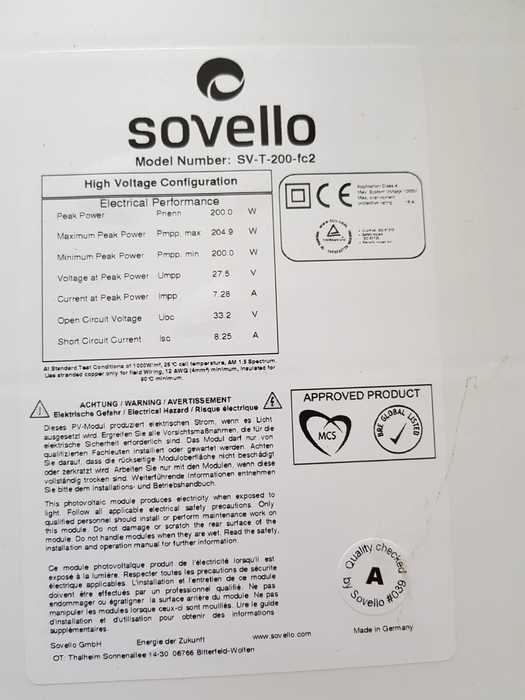 sovello
Model Number: SV-T-200-fc2
High Voltage Configuration
Electrical Performance
Peak Power Pnenn 200.0 W
Maximum Peak Power Pmpp. max 204.9 W
Minimum Peak Power Pmpp. min 200.0 W
Voltage at Peak Power Umpp 27.5 V
Current at Peak Power Impp 7.28 A
Open Circuit Voltage Uoc 33.2 V
Short Circuit Current Isc 8.25 A
At Standard Test Conditions of 1000W/m², 25°C cell temperature, AM 1.5 Spectrum.
Use stranded copper only for field Wiring, 12 AWG (4mm²) minimum, insulated for
90°C minimum.
CE
Application Class A
Max. System Voltage
Max. overcurrent
protection rating
ACHTUNG / WARNING / AVERTISSEMENT
Elektrische Gefahr / Electrical Hazard / Risque électrique
Dieses PV-Modul produziert elektrischen Strom, wenn es Licht
ausgesetzt wird. Ergreifen Sie alle Vorsichtsmaßnahmen, die für die
elektrische Sicherheit erforderlich sind. Das Modul darf nur von
qualifizierten Fachleuten installiert oder gewartet werden. Achten
Sie darauf, dass die rückseitige Moduloberfläche nicht beschädigt
oder zerkratzt wird. Arbeiten Sie nur mit den Modulen, wenn diese
vollständig trocken sind. Weiterführende Informationen entnehmen
Sie bitte dem Installations- und Betriebshandbuch.
This photovoltaic module produces electricity when exposed to
light. Follow all applicable electrical safety precautions. Only
qualified personnel should install or perform maintenance work on
this module. Do not damage or scratch the rear surface of the
module. Do not handle modules when they are wet. Read the safety,
installation and operation manual for further information.
Ce module photovoltaïque produit de l'électricité lorsqu'il est
exposé à la lumière. Respecter toutes les précautions de sécurité
électrique applicables. L'installation et l'entretien de ce module
doivent être effectués par un professionnel qualifié. Ne pas
endommager ou égratigner la surface arrière du module. Ne pas
manipuler les modules lorsque ceux-ci sont mouillés. Lire le guide
d'installation et d'utilisation pour obtenir des informations
supplémentaires.
Sovello GmbH Energie der Zukunft www.sovello.com
OT: Thalheim Sonnenallee 14-30 06766 Bitterfeld-Wolfen
APPROVED PRODUCT
MCS
BRE GLOBAL LISTED
Quality checked
A
by Sovello #039
Made in Germany